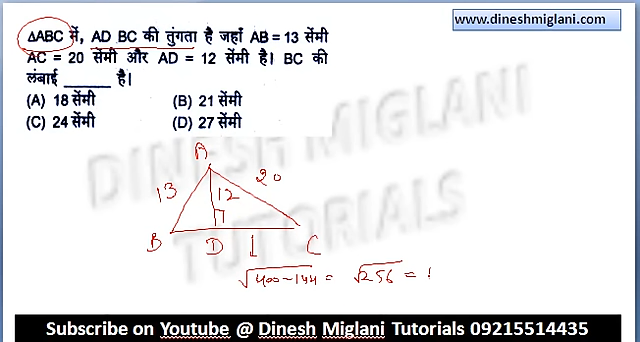 www.dineshmiglani.com
ΔABC में, AD BC की तुंगता है जहाँ AB = 13 सेंमी
AC = 20 सेंमी और AD = 12 सेंमी है। BC की
लंबाई ______ है।
(A) 18 सेंमी (B) 21 सेंमी
(C) 24 सेंमी (D) 27 सेंमी
DINESH MIGLANI
TUTORIALS
A
13 12 20
B D C
√400-144 = √256 =
Subscribe on Youtube @ Dinesh Miglani Tutorials 09215514435